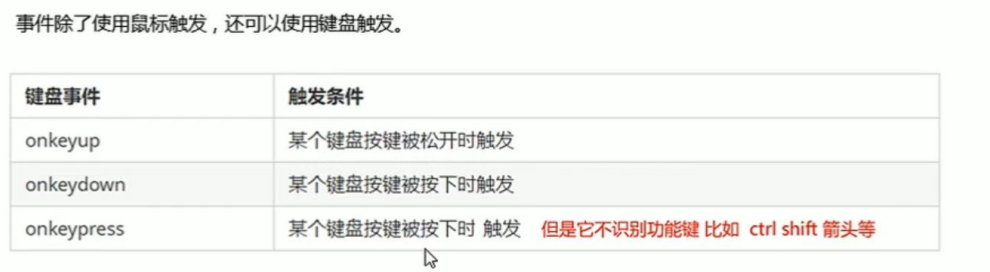 事件除了使用鼠标触发，还可以使用键盘触发。
键盘事件 触发条件
onkeyup 某个键盘按键被松开时触发
onkeydown 某个键盘按键被按下时触发
onkeypress 某个键盘按键被按下时 触发 但是它不识别功能键 比如 ctrl shift 箭头等